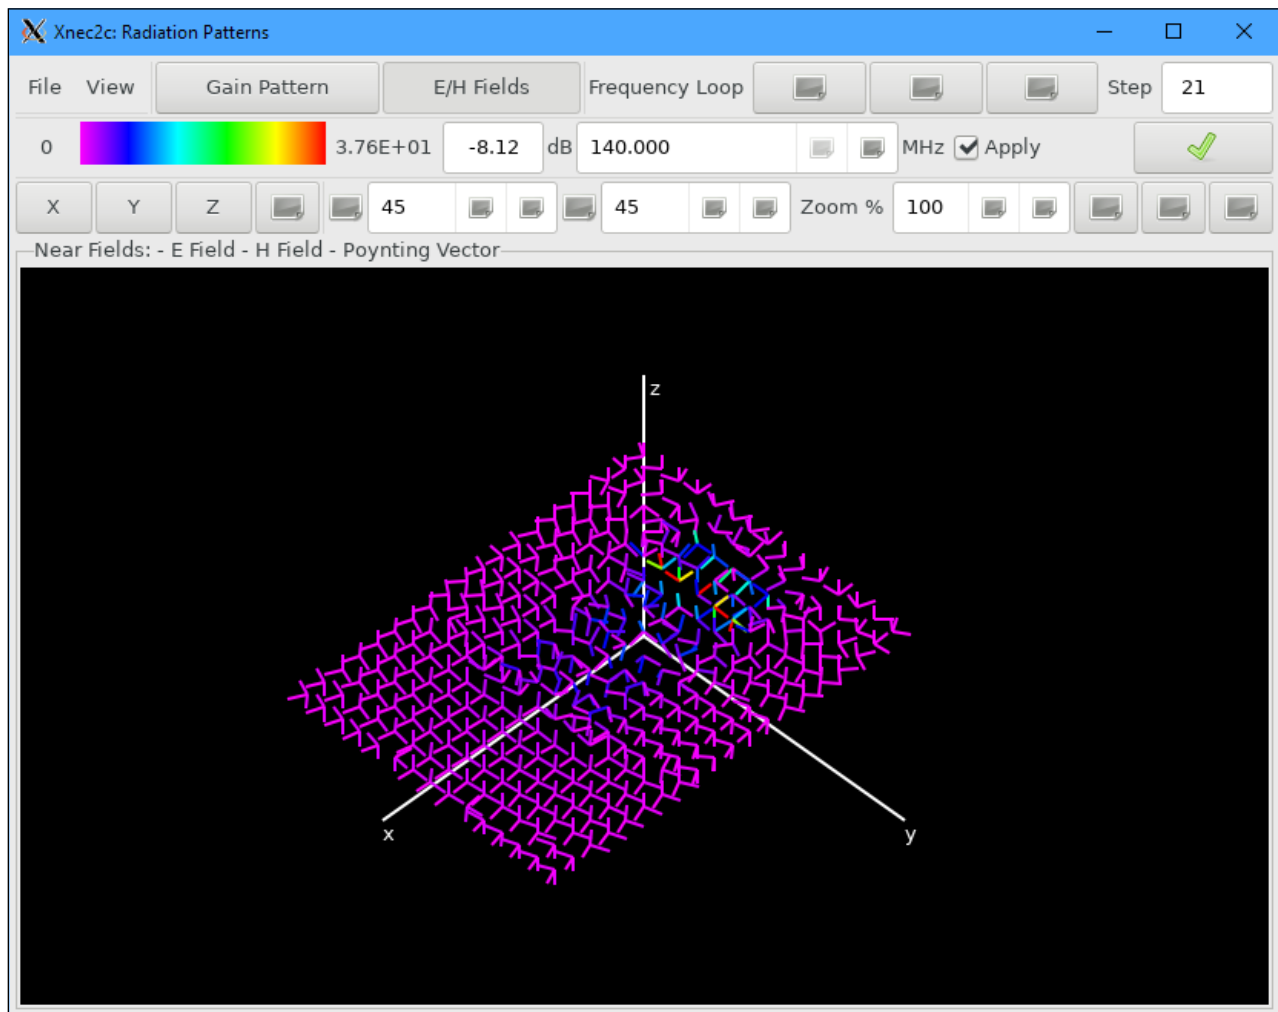 Xnec2c: Radiation Patterns
File View Gain Pattern E/H Fields Frequency Loop Step 21
0 3.76E+01 -8.12 dB 140.000 MHz Apply
X Y Z 45 45 Zoom % 100
Near Fields: - E Field - H Field - Poynting Vector
z
x
y